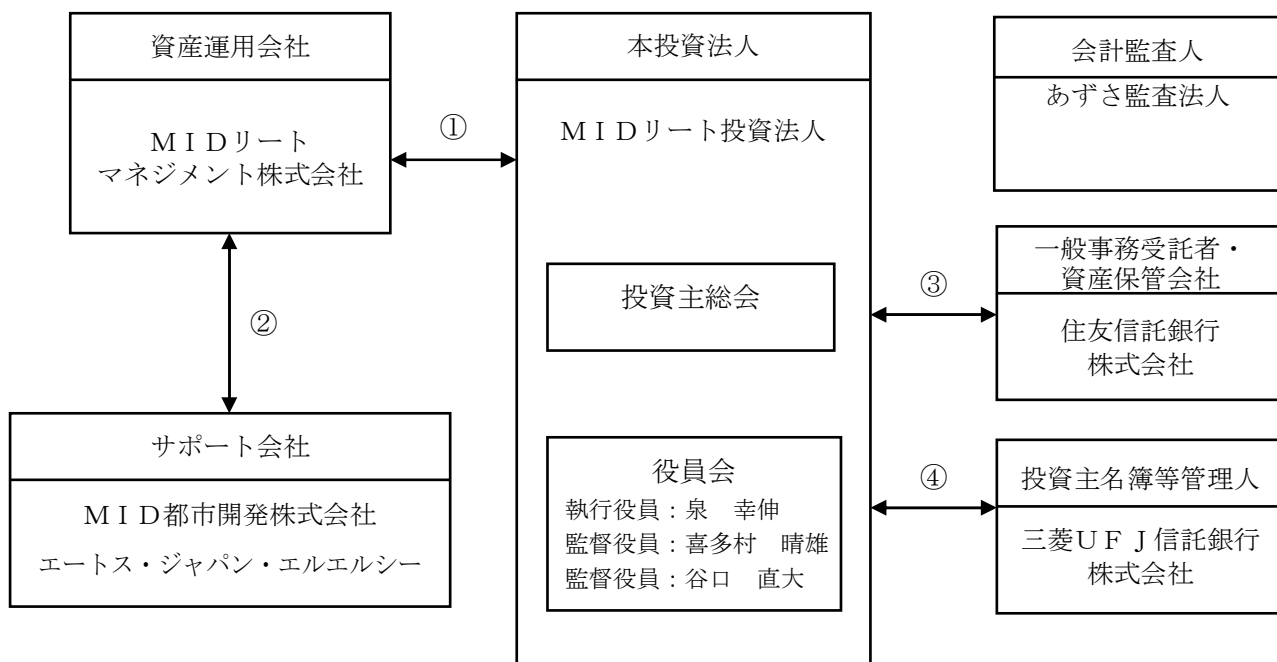 資産運用会社
ＭＩＤリート
マネジメント株式会社
①
②
サポート会社
ＭＩＤ都市開発株式会社
エートス・ジャパン・エルエルシー
本投資法人
ＭＩＤリート投資法人
投資主総会
役員会
執行役員：泉　幸伸
監督役員：喜多村　晴雄
監督役員：谷口　直大
会計監査人
あずさ監査法人
③
一般事務受託者・
資産保管会社
住友信託銀行
株式会社
④
投資主名簿等管理人
三菱ＵＦＪ信託銀行
株式会社